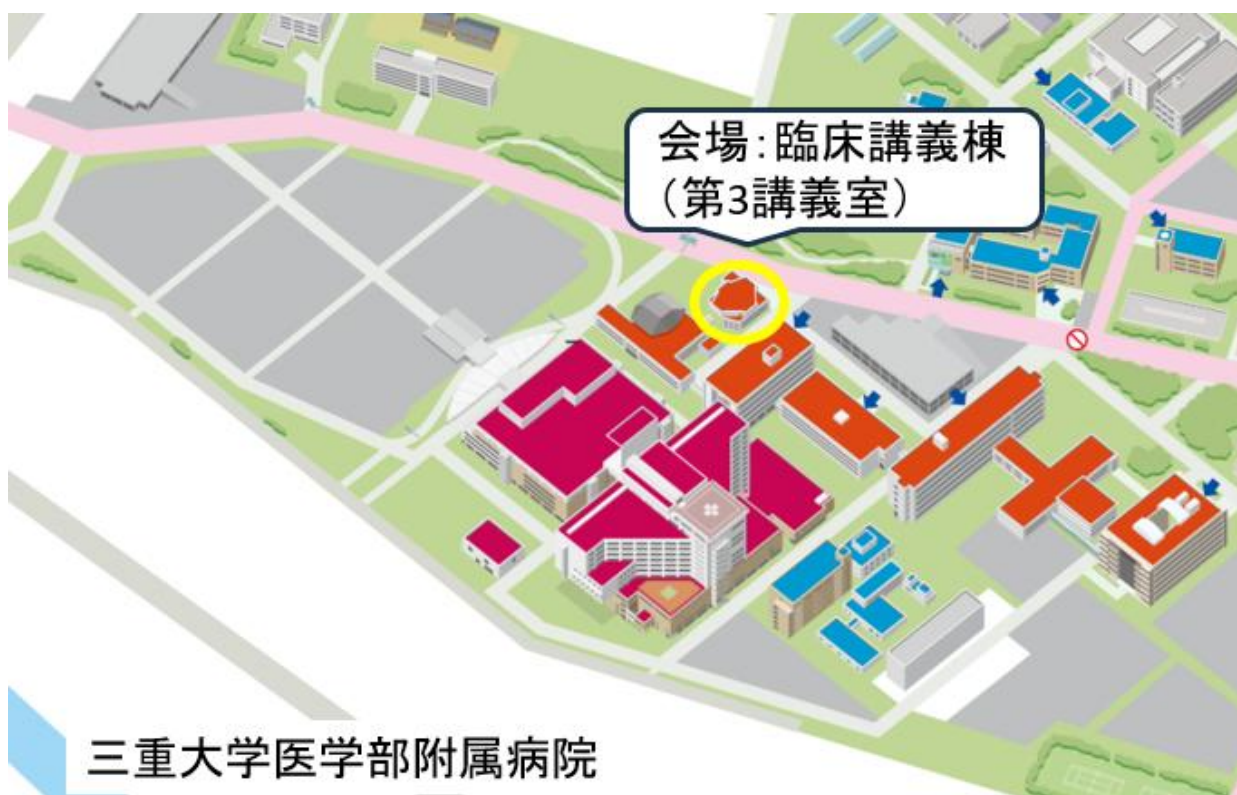 会場:臨床講義棟
（第3講義室）
三重大学医学部附属病院